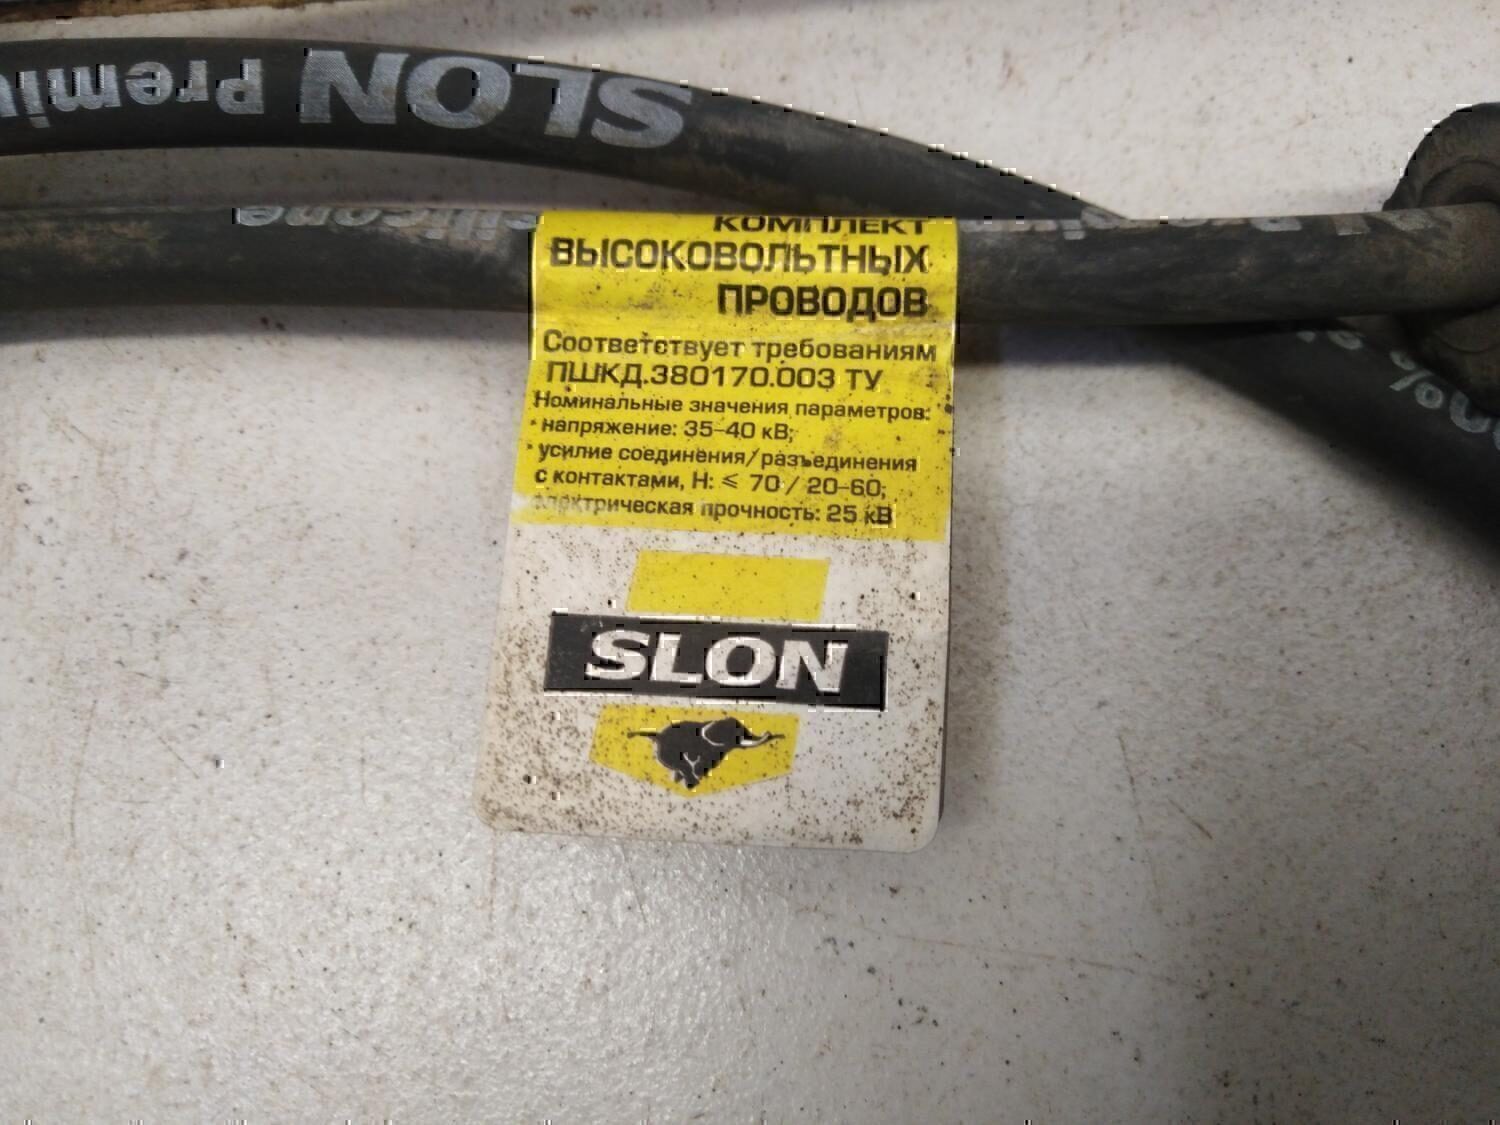 SLON Premiu
silicone
КОМПЛЕКТ
ВЫСОКОВОЛЬТНЫХ
ПРОВОДОВ
Соответствует требованиям
ПШКД.380170.003 ТУ
Номинальные значения параметров:
· напряжение: 35–40 кВ;
· усилие соединения/разъединения
с контактами, Н: ≤ 70 / 20–60;
электрическая прочность: 25 кВ
SLON